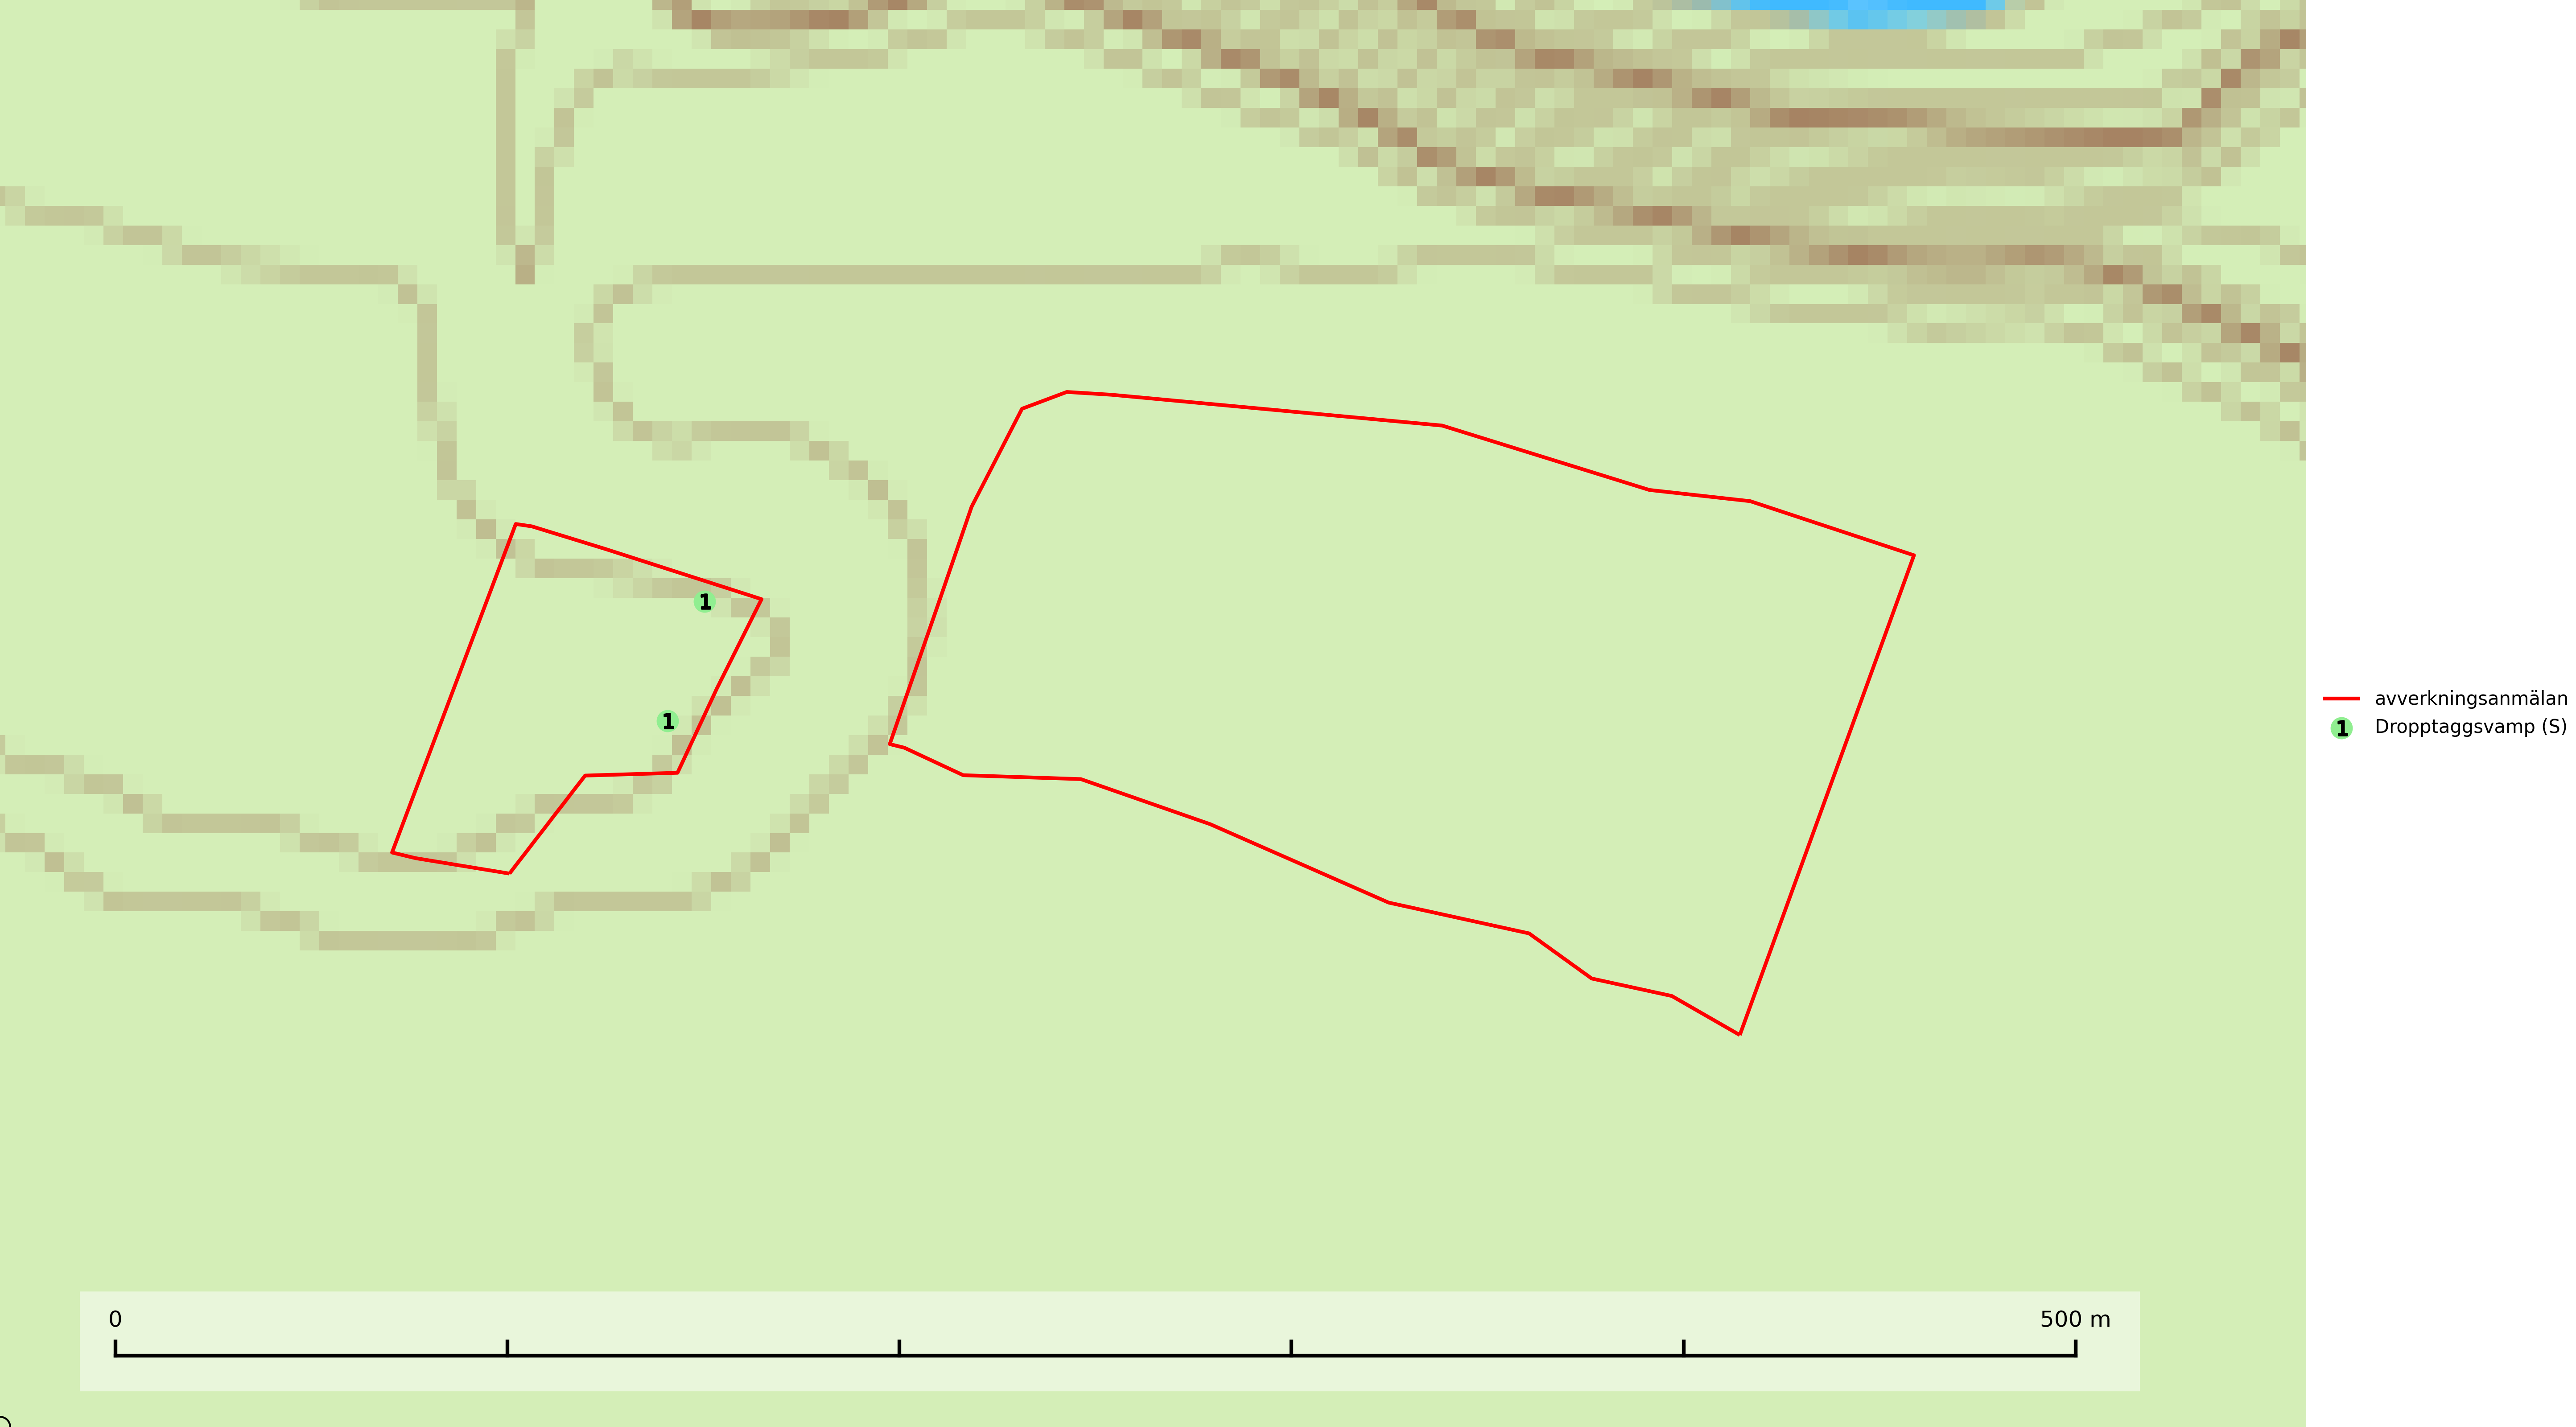 1
1
avverkningsanmälan
1 Dropptaggsvamp (S)
0 500 m